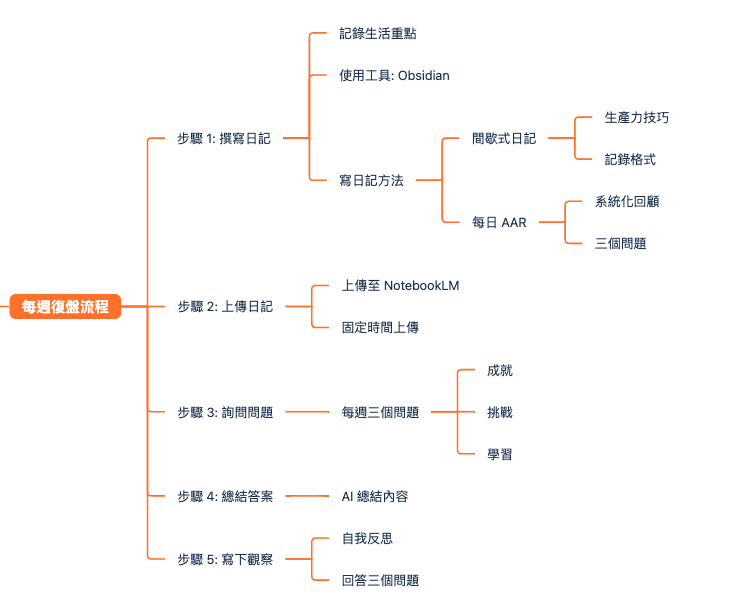 每週復盤流程
步驟 1: 撰寫日記
記錄生活重點
使用工具: Obsidian
寫日記方法
間歇式日記
生產力技巧
記錄格式
每日 AAR
系統化回顧
三個問題
步驟 2: 上傳日記
上傳至 NotebookLM
固定時間上傳
步驟 3: 詢問問題
每週三個問題
成就
挑戰
學習
步驟 4: 總結答案
AI 總結內容
步驟 5: 寫下觀察
自我反思
回答三個問題